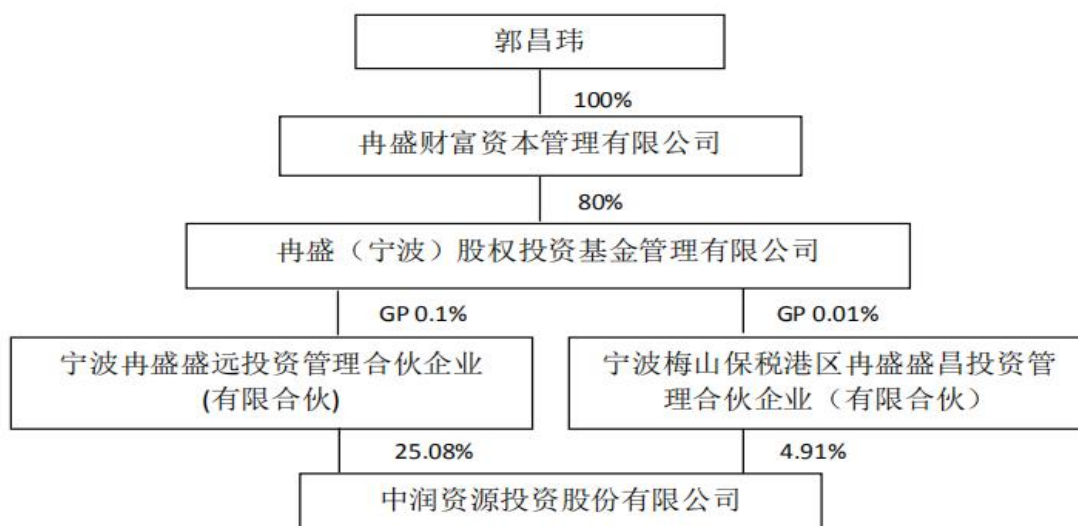 郭昌玮
100%
冉盛财富资本管理有限公司
80%
冉盛（宁波）股权投资基金管理有限公司
GP 0.1%
GP 0.01%
宁波冉盛盛远投资管理合伙企业
(有限合伙)
宁波梅山保税港区冉盛盛昌投资管
理合伙企业（有限合伙）
25.08%
4.91%
中润资源投资股份有限公司